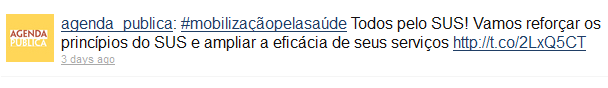 AGENDA
PUBLICA
agenda_publica: #mobilizaçãopelasaúde Todos pelo SUS! Vamos reforçar os
princípios do SUS e ampliar a eficácia de seus serviços http://t.co/2LxQ5CT
3 days ago